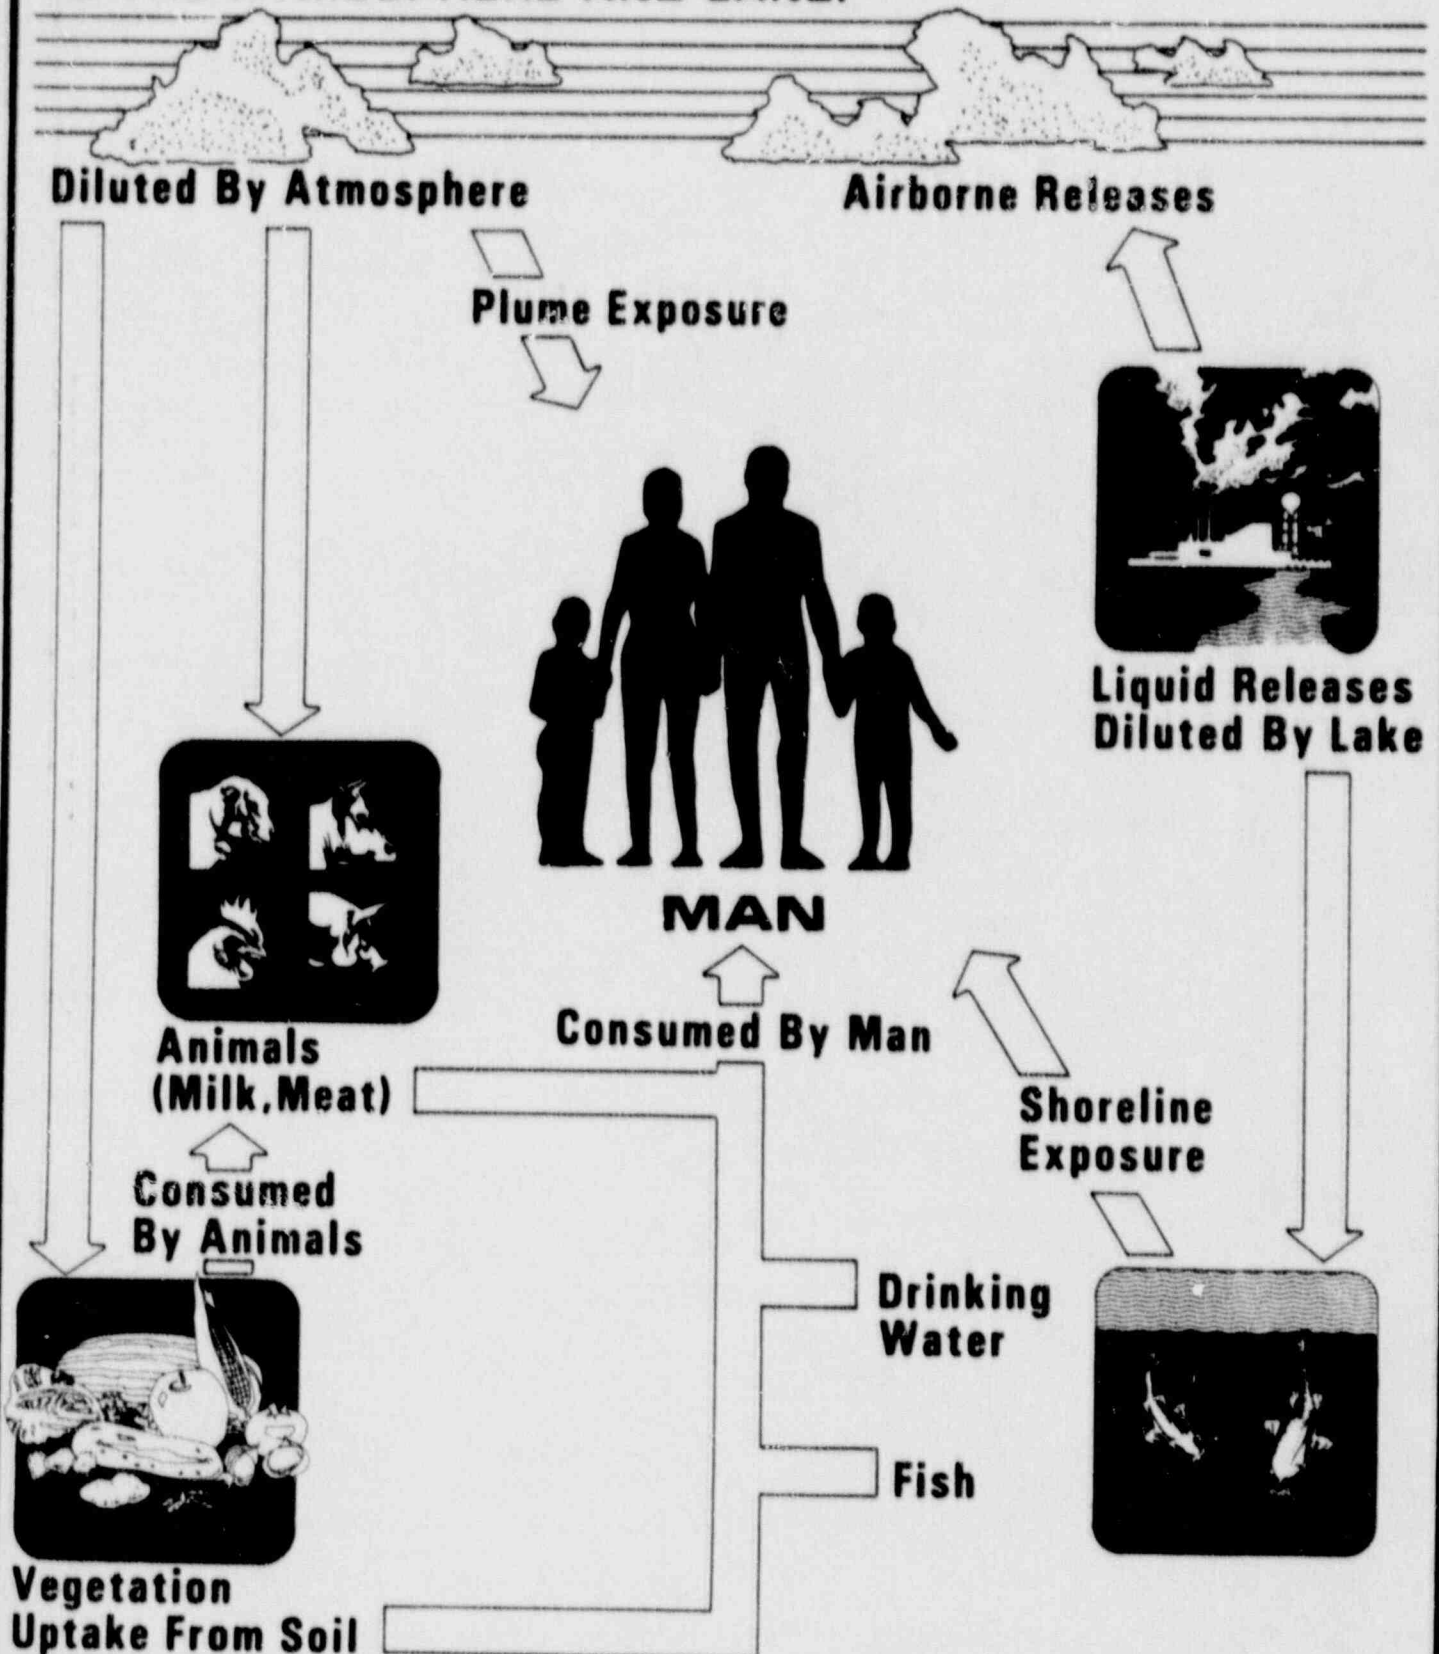 Diluted By Atmosphere
Airborne Releases
Plume Exposure
Liquid Releases
Diluted By Lake
MAN
Consumed By Man
Animals
(Milk,Meat)
Shoreline
Exposure
Consumed
By Animals
Drinking
Water
Fish
Vegetation
Uptake From Soil